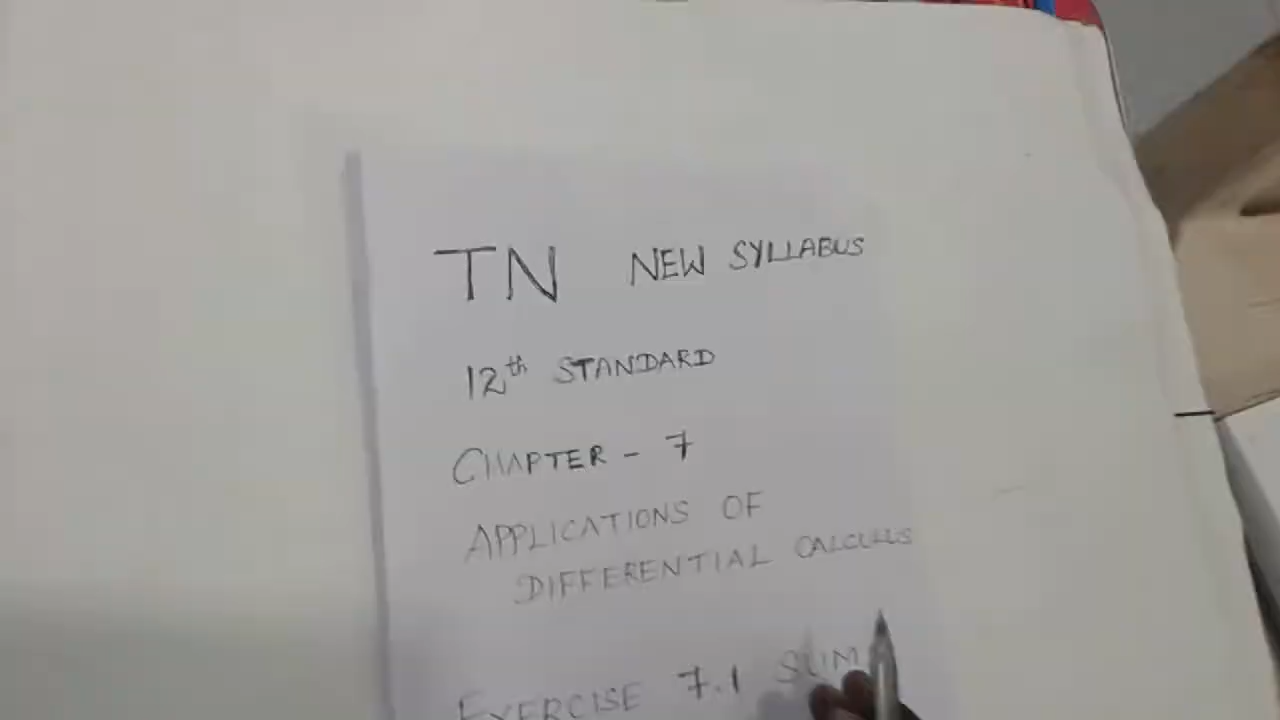 TN NEW SYLLABUS
12th STANDARD
CHAPTER - 7
APPLICATIONS OF
DIFFERENTIAL CALCULUS
EXERCISE 7.1